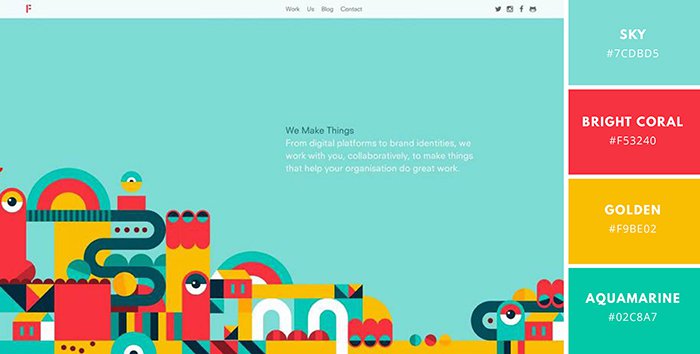 F
Work Us Blog Contact
We Make Things
From digital platforms to brand identities, we
work with you, collaboratively, to make things
that help your organisation do great work.
SKY
#7CDBD5
BRIGHT CORAL
#F53240
GOLDEN
#F9BE02
AQUAMARINE
#02C8A7